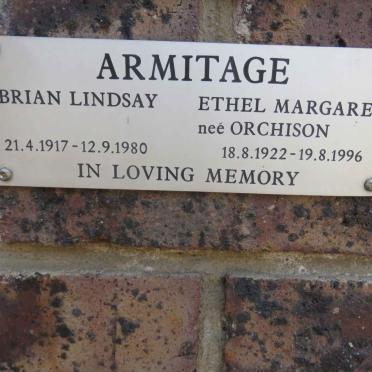 ARMITAGE
BRIAN LINDSAY ETHEL MARGARE
neé ORCHISON
21.4.1917-12.9.1980 18.8.1922-19.8.1996
IN LOVING MEMORY